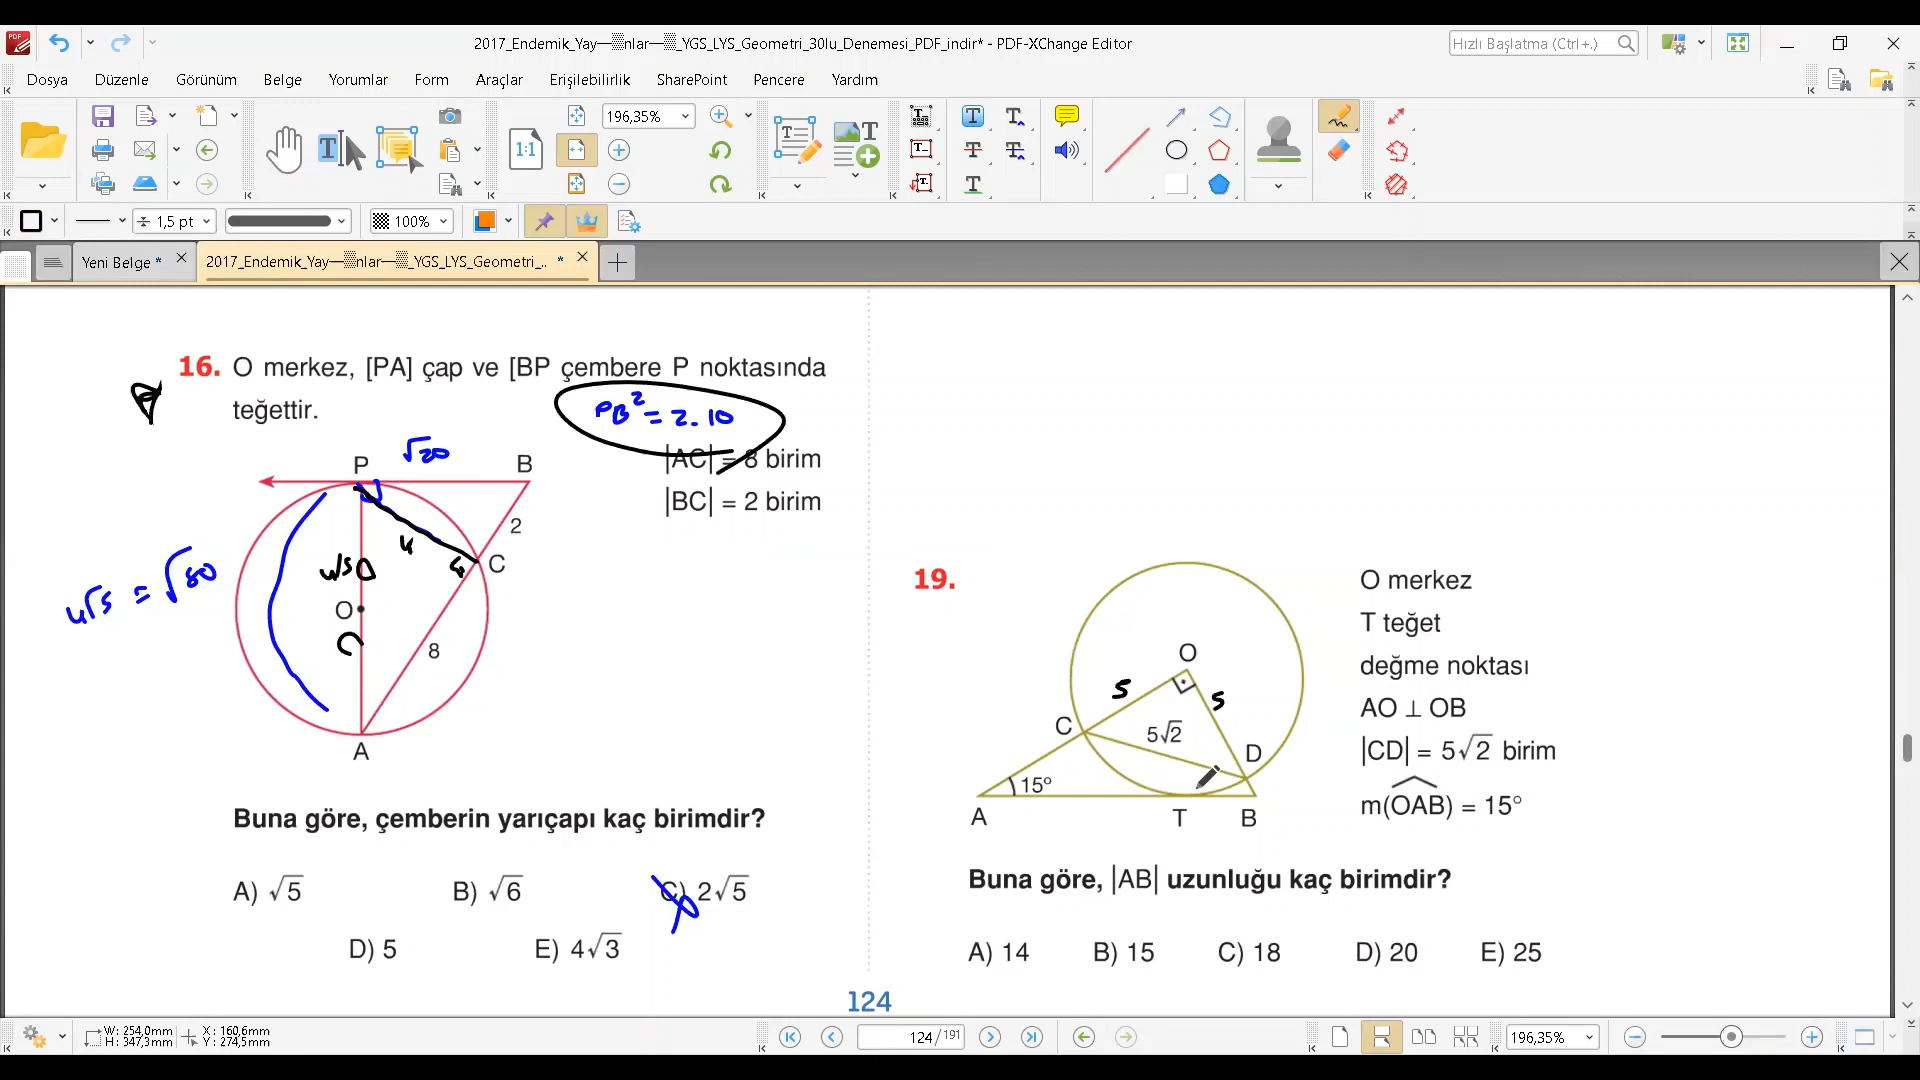 2017_Endemik_Yay—▒nlar—▒_YGS_LYS_Geometri_30lu_Denemesi_PDF_indir* - PDF-XChange Editor
Hızlı Başlatma (Ctrl+.)
Dosya Düzenle Görünüm Belge Yorumlar Form Araçlar Erişilebilirlik SharePoint Pencere Yardım
196,35%
1:1
1,5 pt
100%
Yeni Belge *
2017_Endemik_Yay—▒nlar—▒_YGS_LYS_Geometri_.. *
16. O merkez, [PA] çap ve [BP çembere P noktasında
teğettir.
PB² = 2.10
|AC| = 8 birim
|BC| = 2 birim
√20
P
B
2
C
4
4√5 = √80
O
8
A
Buna göre, çemberin yarıçapı kaç birimdir?
A) √5 B) √6 C) 2√5
D) 5 E) 4√3
19.
O merkez
T teğet
değme noktası
AO ⊥ OB
|CD| = 5√2 birim
m(OAB) = 15°
O
5
5
C
5√2
D
15°
A
T
B
Buna göre, |AB| uzunluğu kaç birimdir?
A) 14 B) 15 C) 18 D) 20 E) 25
124
W: 254,0mm
H: 347,3mm
X: 160,6mm
Y: 274,5mm
124 / 191
196,35%